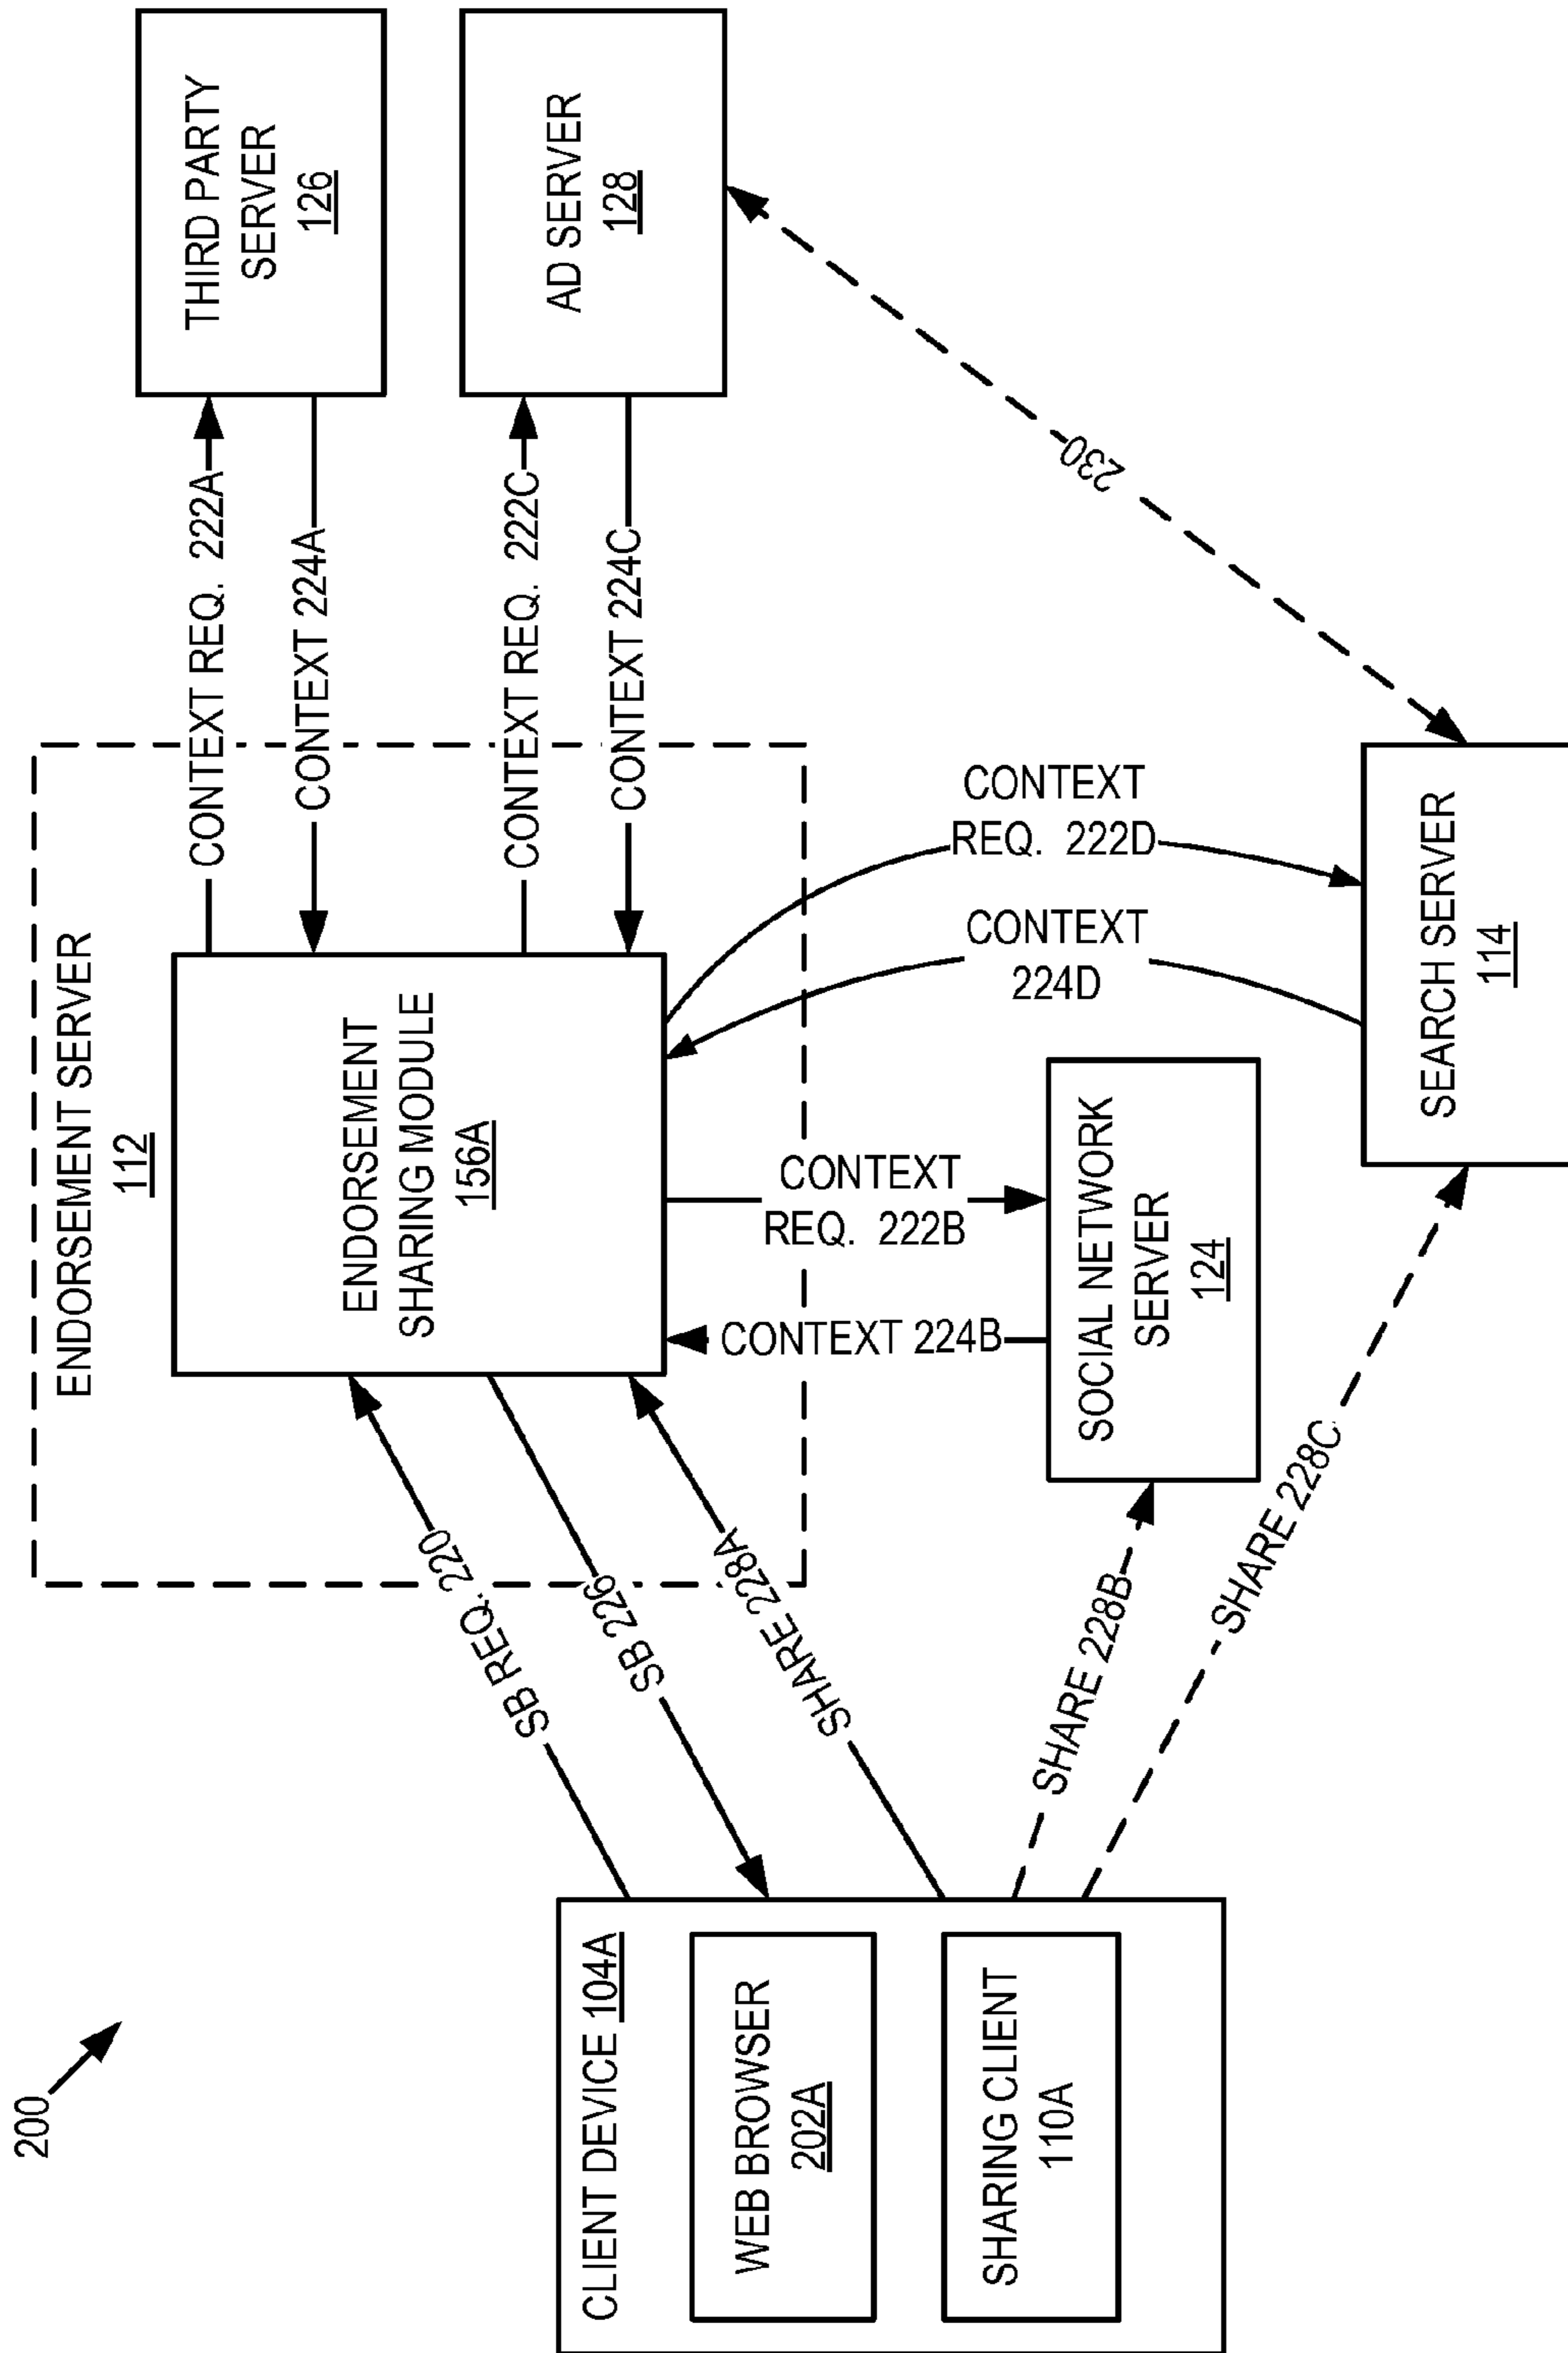 200
ENDORSEMENT SERVER
112
ENDORSEMENT
SHARING MODULE
156A
THIRD PARTY
SERVER
126
AD SERVER
128
CONTEXT REQ. 222A
CONTEXT 224A
CONTEXT REQ. 222C
CONTEXT 224C
CONTEXT
REQ. 222D
CONTEXT
224D
CONTEXT
REQ. 222B
CONTEXT 224B
SOCIAL NETWORK
SERVER
124
SEARCH SERVER
114
230
SB REQ. 220
SB 226
SHARE 228A
SHARE 228B
SHARE 228C
CLIENT DEVICE 104A
WEB BROWSER
202A
SHARING CLIENT
110A